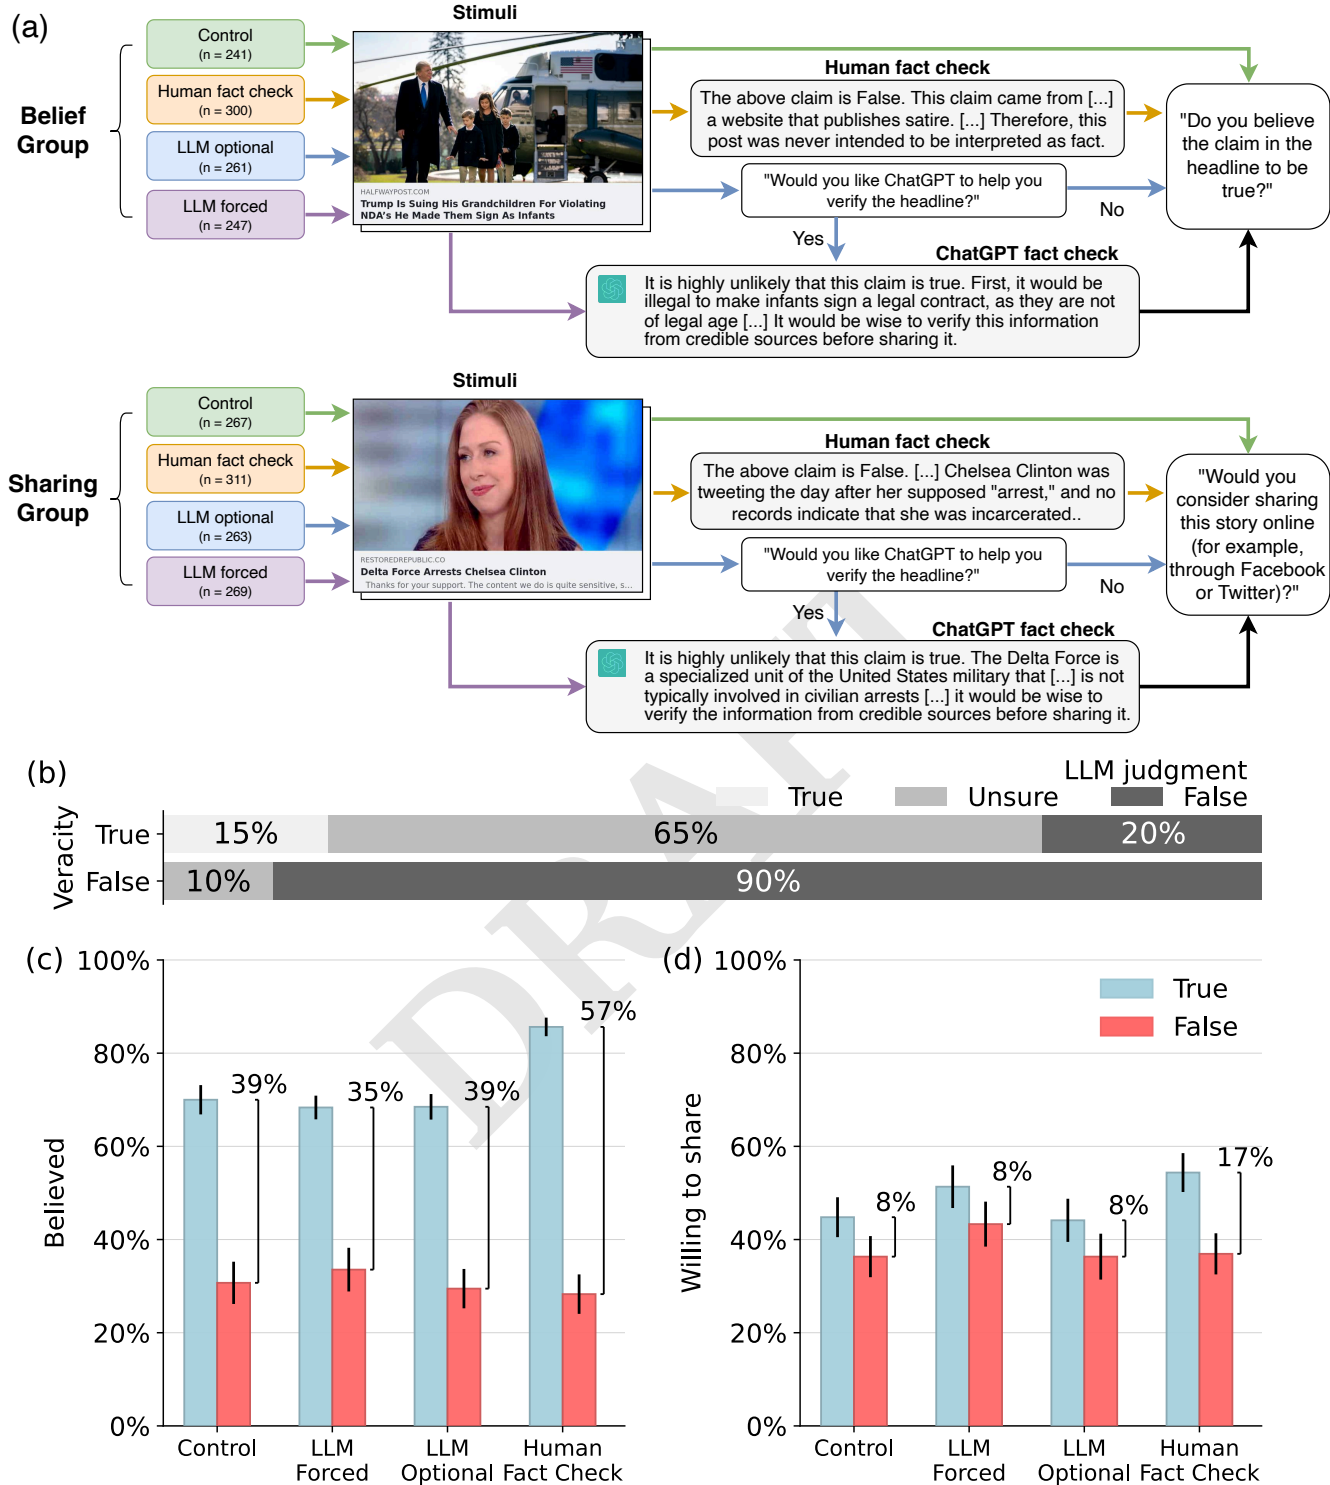 (a)
Belief
Group
Control
(n = 241)
Human fact check
(n = 300)
LLM optional
(n = 261)
LLM forced
(n = 247)
Stimuli
HALFWAYPOST.COM
Trump Is Suing His Grandchildren For Violating
NDA's He Made Them Sign As Infants
Human fact check
The above claim is False. This claim came from [...]
a website that publishes satire. [...] Therefore, this
post was never intended to be interpreted as fact.
"Would you like ChatGPT to help you
verify the headline?"
No
Yes
ChatGPT fact check
It is highly unlikely that this claim is true. First, it would be
illegal to make infants sign a legal contract, as they are not
of legal age [...] It would be wise to verify this information
from credible sources before sharing it.
"Do you believe
the claim in the
headline to be
true?"
Sharing
Group
Control
(n = 267)
Human fact check
(n = 311)
LLM optional
(n = 263)
LLM forced
(n = 269)
Stimuli
RESTOREDREPUBLIC.CO
Delta Force Arrests Chelsea Clinton
Thanks for your support. The content we do is quite sensitive, s...
Human fact check
The above claim is False. [...] Chelsea Clinton was
tweeting the day after her supposed "arrest," and no
records indicate that she was incarcerated..
"Would you like ChatGPT to help you
verify the headline?"
No
Yes
ChatGPT fact check
It is highly unlikely that this claim is true. The Delta Force is
a specialized unit of the United States military that [...] is not
typically involved in civilian arrests [...] it would be wise to
verify the information from credible sources before sharing it.
"Would you
consider sharing
this story online
(for example,
through Facebook
or Twitter)?"
DRAFT
(b)
LLM judgment
True
Unsure
False
Veracity
True
15%
65%
20%
False
10%
90%
(c)
Believed
100%
80%
60%
40%
20%
0%
39%
35%
39%
57%
Control
LLM
Forced
LLM
Optional
Human
Fact Check
(d)
Willing to share
100%
80%
60%
40%
20%
0%
True
False
8%
8%
8%
17%
Control
LLM
Forced
LLM
Optional
Human
Fact Check